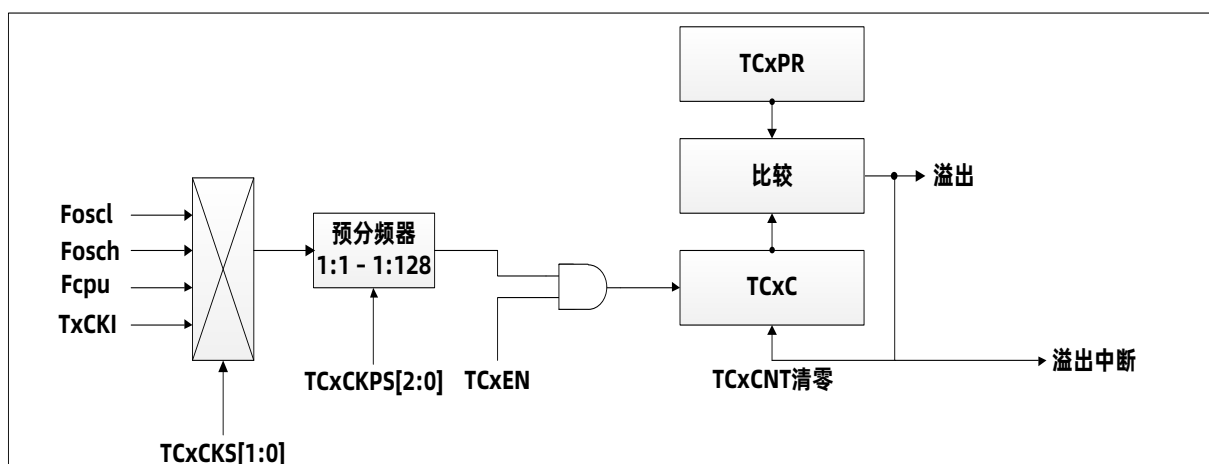 TCxPR
比较
溢出
Foscl
Fosch
Fcpu
TxCKI
预分频器
1:1 - 1:128
TCxC
TCxCKPS[2:0]
TCxEN
TCxCNT清零
溢出中断
TCxCKS[1:0]